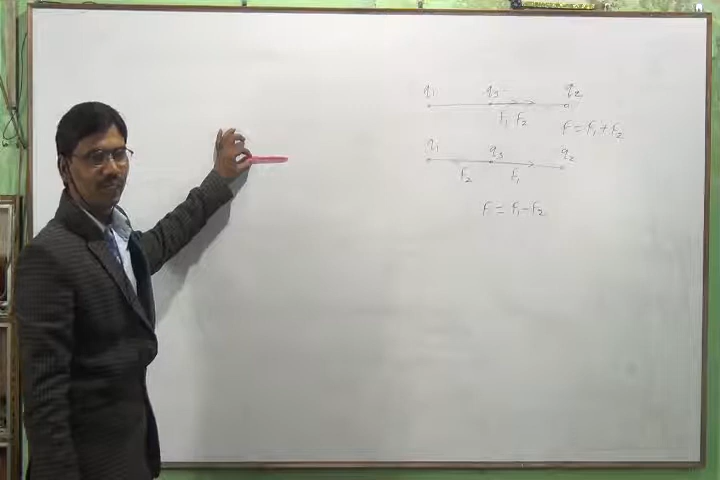 q₁ q₃ q₂
F₁ F₂
F = F₁ + F₂
q₁ q₃ q₂
F₂ F₁
F = F₁ - F₂